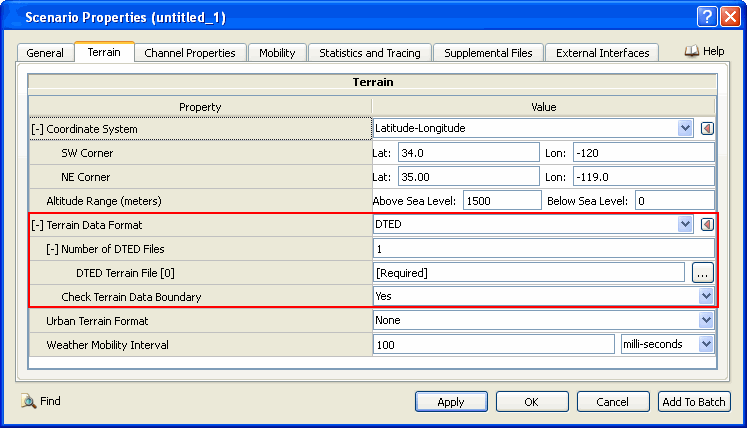 Scenario Properties (untitled_1)
General Terrain Channel Properties Mobility Statistics and Tracing Supplemental Files External Interfaces Help
Terrain
Property Value
[-] Coordinate System Latitude-Longitude
SW Corner Lat: 34.0 Lon: -120
NE Corner Lat: 35.00 Lon: -119.0
Altitude Range (meters) Above Sea Level: 1500 Below Sea Level: 0
[-] Terrain Data Format DTED
[-] Number of DTED Files 1
DTED Terrain File [0] [Required] ...
Check Terrain Data Boundary Yes
Urban Terrain Format None
Weather Mobility Interval 100 milli-seconds
Find Apply OK Cancel Add To Batch